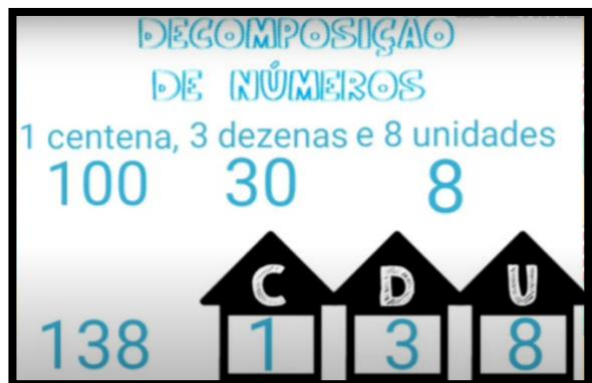 DECOMPOSIÇAO
DE NÚMEROS
1 centena, 3 dezenas e 8 unidades
100 30 8
C D U
138 1 3 8